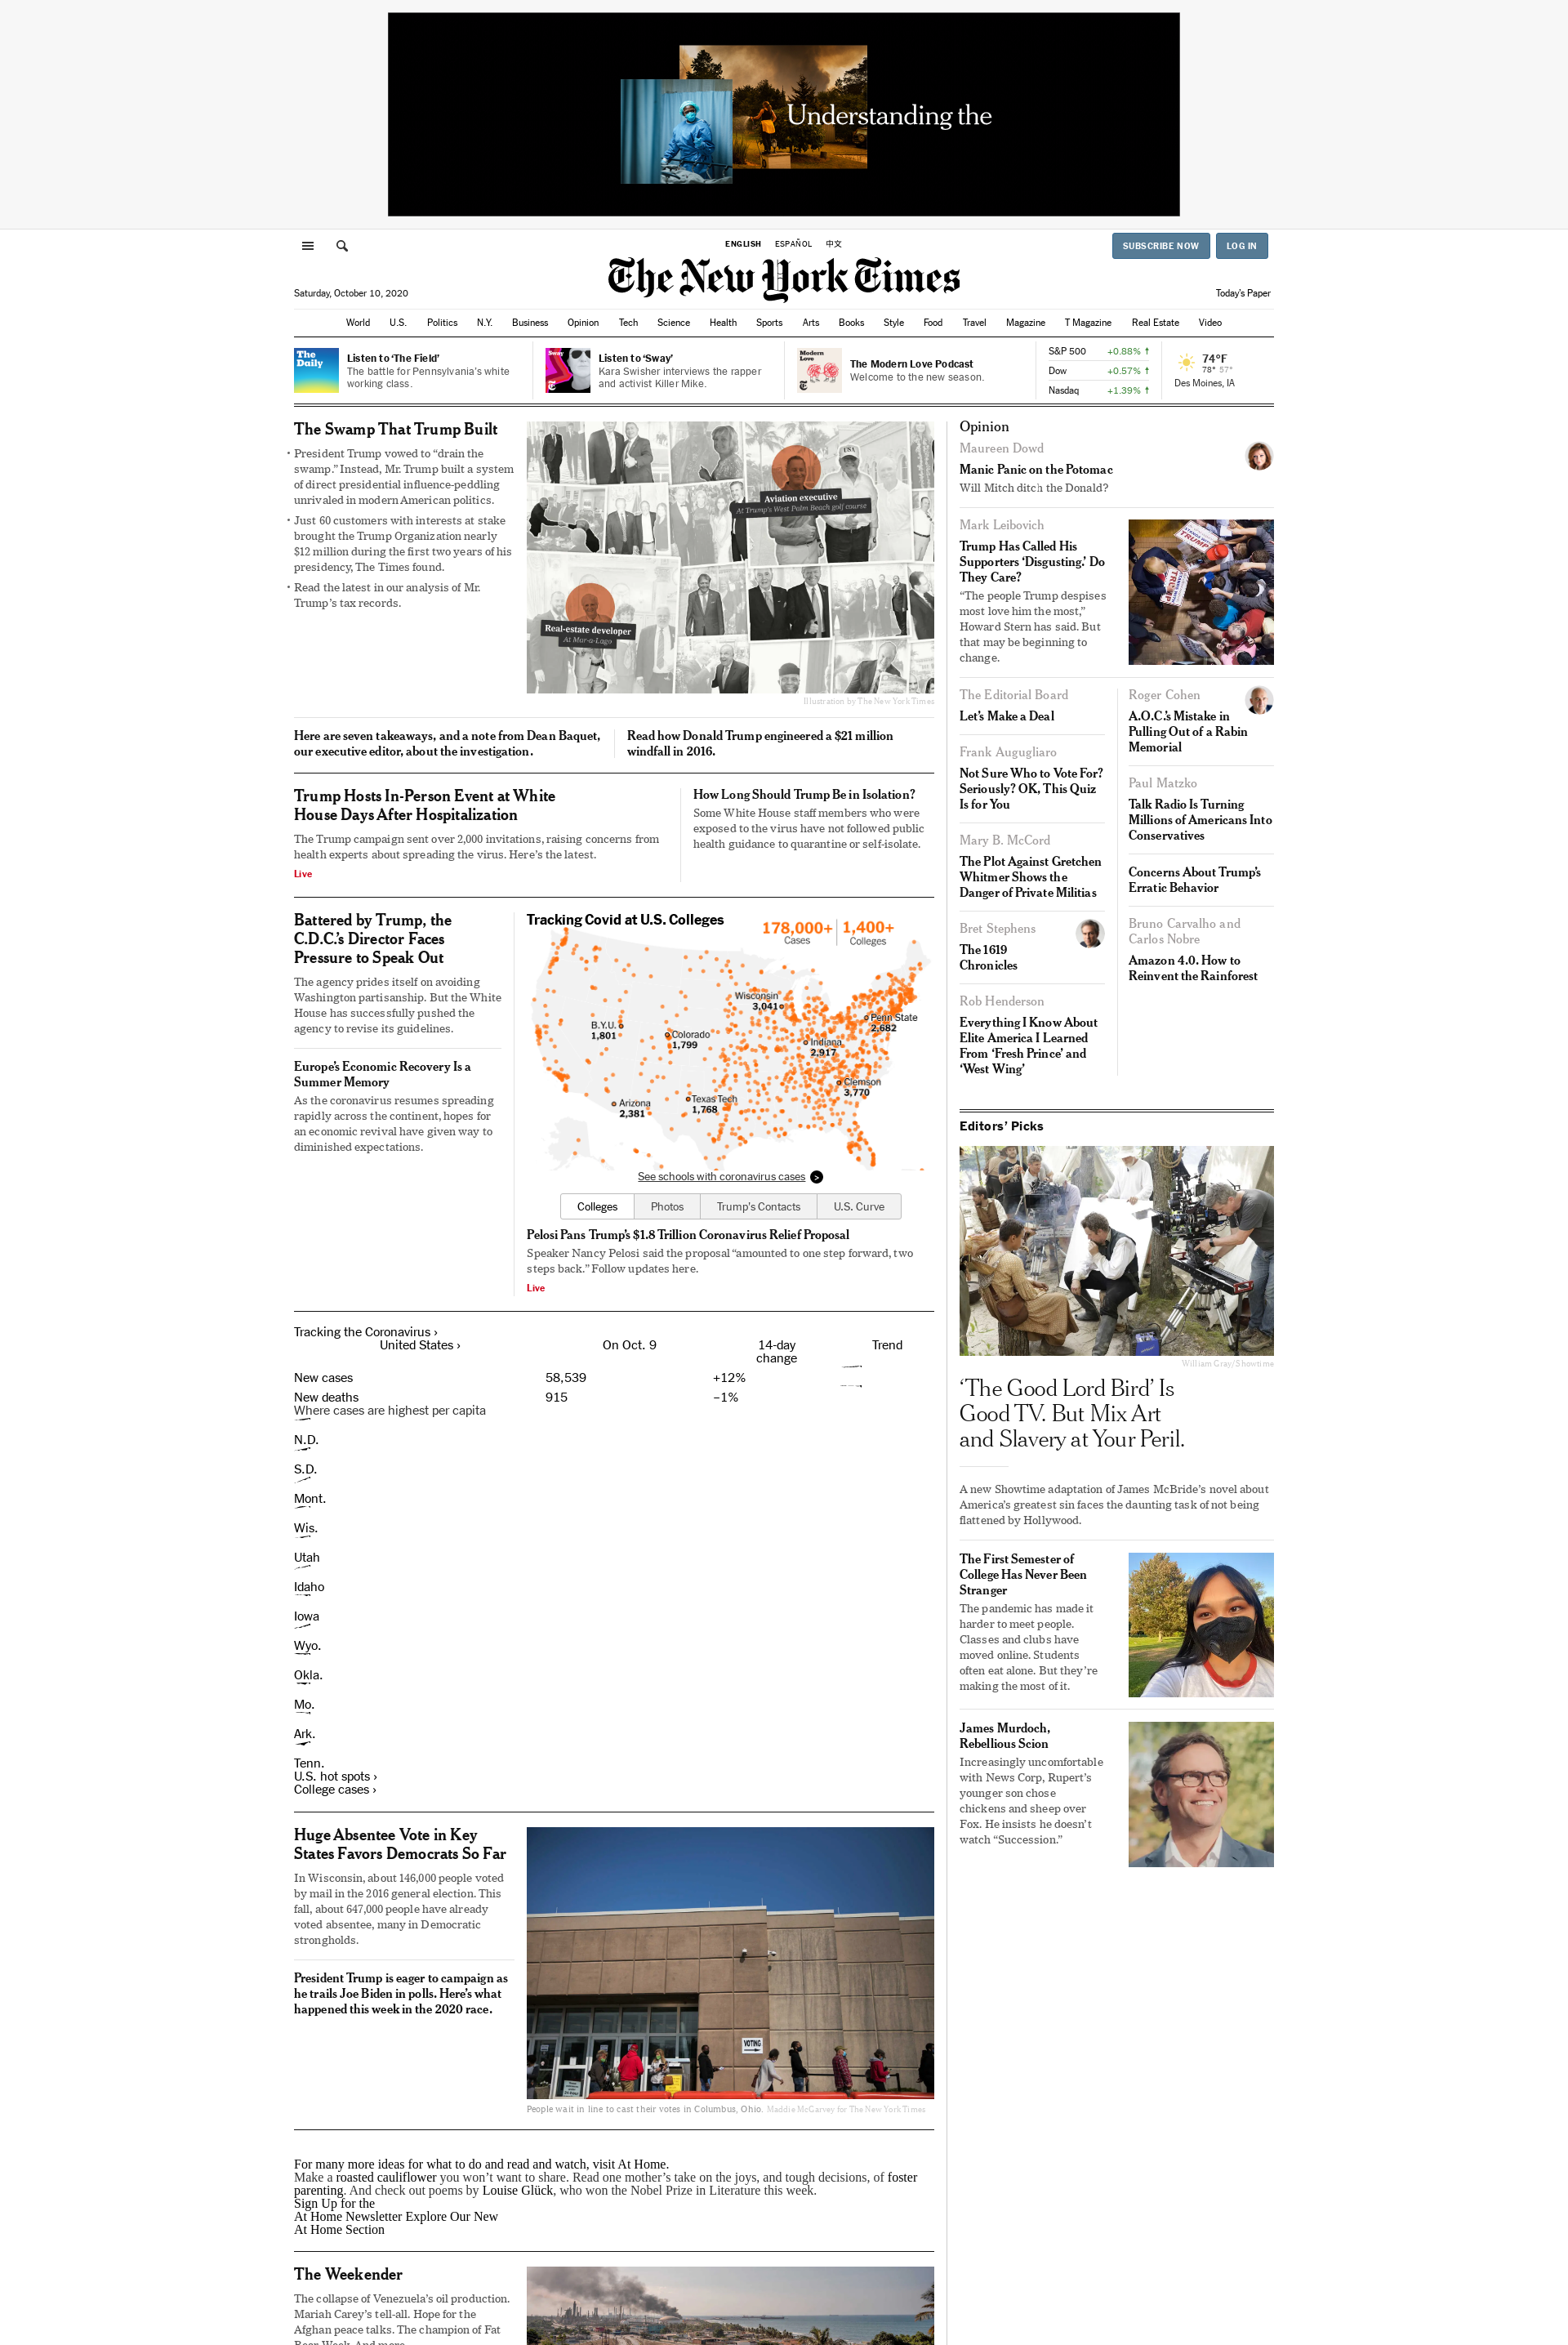 Understanding the
ENGLISH ESPAÑOL 中文
SUBSCRIBE NOW LOG IN
The New York Times
Saturday, October 10, 2020
Today's Paper
World U.S. Politics N.Y. Business Opinion Tech Science Health Sports Arts Books Style Food Travel Magazine T Magazine Real Estate Video
The
Daily
Listen to ‘The Field’
The battle for Pennsylvania’s white
working class.
Sway
Listen to ‘Sway’
Kara Swisher interviews the rapper
and activist Killer Mike.
Modern
Love
The Modern Love Podcast
Welcome to the new season.
S&P 500 +0.88% ↑
Dow +0.57% ↑
Nasdaq +1.39% ↑
74°F
78° 57°
Des Moines, IA
The Swamp That Trump Built
• President Trump vowed to “drain the
swamp.” Instead, Mr. Trump built a system
of direct presidential influence-peddling
unrivaled in modern American politics.
• Just 60 customers with interests at stake
brought the Trump Organization nearly
$12 million during the first two years of his
presidency, The Times found.
• Read the latest in our analysis of Mr.
Trump’s tax records.
USA
Aviation executive
At Trump’s West Palm Beach golf course
Real-estate developer
At Mar-a-Lago
Illustration by The New York Times
Here are seven takeaways, and a note from Dean Baquet,
our executive editor, about the investigation.
Read how Donald Trump engineered a $21 million
windfall in 2016.
Trump Hosts In-Person Event at White
House Days After Hospitalization
The Trump campaign sent over 2,000 invitations, raising concerns from
health experts about spreading the virus. Here’s the latest.
Live
How Long Should Trump Be in Isolation?
Some White House staff members who were
exposed to the virus have not followed public
health guidance to quarantine or self-isolate.
Battered by Trump, the
C.D.C.’s Director Faces
Pressure to Speak Out
The agency prides itself on avoiding
Washington partisanship. But the White
House has successfully pushed the
agency to revise its guidelines.
Europe’s Economic Recovery Is a
Summer Memory
As the coronavirus resumes spreading
rapidly across the continent, hopes for
an economic revival have given way to
diminished expectations.
Tracking Covid at U.S. Colleges
178,000+ 1,400+
Cases Colleges
Wisconsin
3,041
B.Y.U.
1,801
Colorado
1,799
Penn State
2,682
Indiana
2,917
Clemson
3,770
Arizona
2,381
Texas Tech
1,768
See schools with coronavirus cases >
Colleges Photos Trump’s Contacts U.S. Curve
Pelosi Pans Trump’s $1.8 Trillion Coronavirus Relief Proposal
Speaker Nancy Pelosi said the proposal “amounted to one step forward, two
steps back.” Follow updates here.
Live
Tracking the Coronavirus ›
United States › On Oct. 9 14-day
change Trend
New cases 58,539 +12%
New deaths 915 –1%
Where cases are highest per capita
N.D.
S.D.
Mont.
Wis.
Utah
Idaho
Iowa
Wyo.
Okla.
Mo.
Ark.
Tenn.
U.S. hot spots ›
College cases ›
Huge Absentee Vote in Key
States Favors Democrats So Far
In Wisconsin, about 146,000 people voted
by mail in the 2016 general election. This
fall, about 647,000 people have already
voted absentee, many in Democratic
strongholds.
President Trump is eager to campaign as
he trails Joe Biden in polls. Here’s what
happened this week in the 2020 race.
VOTING
People wait in line to cast their votes in Columbus, Ohio. Maddie McGarvey for The New York Times
For many more ideas for what to do and read and watch, visit At Home.
Make a roasted cauliflower you won’t want to share. Read one mother’s take on the joys, and tough decisions, of foster
parenting. And check out poems by Louise Glück, who won the Nobel Prize in Literature this week.
Sign Up for the
At Home Newsletter Explore Our New
At Home Section
The Weekender
The collapse of Venezuela’s oil production.
Mariah Carey’s tell-all. Hope for the
Afghan peace talks. The champion of Fat
Bear Week. And more.
Opinion
Maureen Dowd
Manic Panic on the Potomac
Will Mitch ditch the Donald?
Mark Leibovich
Trump Has Called His
Supporters ‘Disgusting.’ Do
They Care?
“The people Trump despises
most love him the most,”
Howard Stern has said. But
that may be beginning to
change.
TRUMP
The Editorial Board
Let’s Make a Deal
Frank Augugliaro
Not Sure Who to Vote For?
Seriously? OK, This Quiz
Is for You
Mary B. McCord
The Plot Against Gretchen
Whitmer Shows the
Danger of Private Militias
Bret Stephens
The 1619
Chronicles
Rob Henderson
Everything I Know About
Elite America I Learned
From ‘Fresh Prince’ and
‘West Wing’
Roger Cohen
A.O.C.’s Mistake in
Pulling Out of a Rabin
Memorial
Paul Matzko
Talk Radio Is Turning
Millions of Americans Into
Conservatives
Concerns About Trump’s
Erratic Behavior
Bruno Carvalho and
Carlos Nobre
Amazon 4.0. How to
Reinvent the Rainforest
Editors’ Picks
William Gray/Showtime
‘The Good Lord Bird’ Is
Good TV. But Mix Art
and Slavery at Your Peril.
A new Showtime adaptation of James McBride’s novel about
America’s greatest sin faces the daunting task of not being
flattened by Hollywood.
The First Semester of
College Has Never Been
Stranger
The pandemic has made it
harder to meet people.
Classes and clubs have
moved online. Students
often eat alone. But they’re
making the most of it.
James Murdoch,
Rebellious Scion
Increasingly uncomfortable
with News Corp, Rupert’s
younger son chose
chickens and sheep over
Fox. He insists he doesn’t
watch “Succession.”